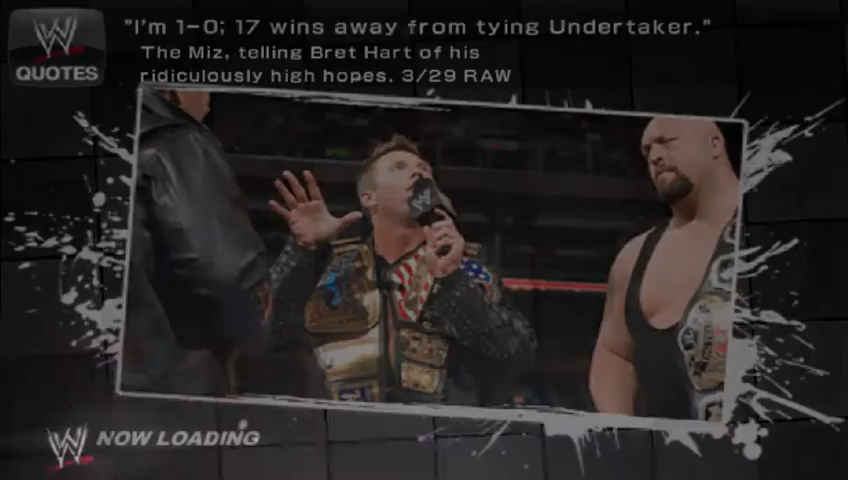 "I'm 1-0; 17 wins away from tying Undertaker."
The Miz, telling Bret Hart of his
ridiculously high hopes. 3/29 RAW
W
QUOTES
W
NOW LOADING